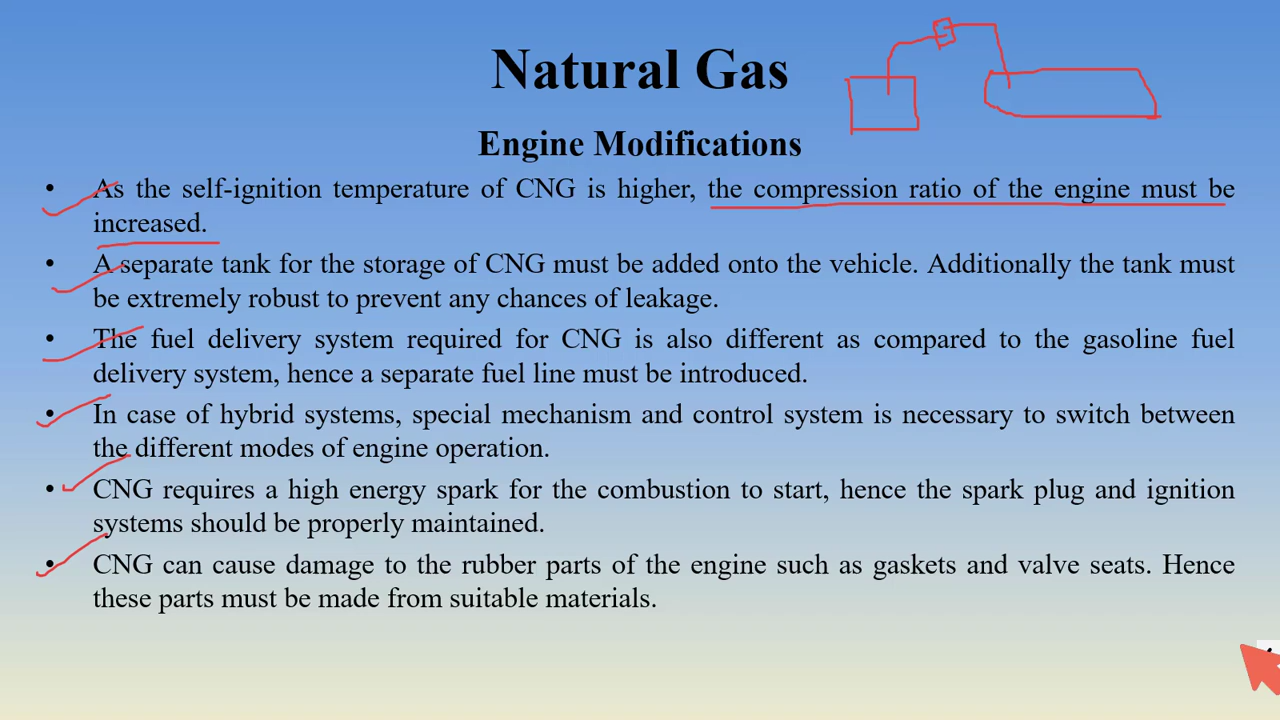 Natural Gas
Engine Modifications
• As the self-ignition temperature of CNG is higher, the compression ratio of the engine must be
increased.
• A separate tank for the storage of CNG must be added onto the vehicle. Additionally the tank must
be extremely robust to prevent any chances of leakage.
• The fuel delivery system required for CNG is also different as compared to the gasoline fuel
delivery system, hence a separate fuel line must be introduced.
• In case of hybrid systems, special mechanism and control system is necessary to switch between
the different modes of engine operation.
• CNG requires a high energy spark for the combustion to start, hence the spark plug and ignition
systems should be properly maintained.
• CNG can cause damage to the rubber parts of the engine such as gaskets and valve seats. Hence
these parts must be made from suitable materials.